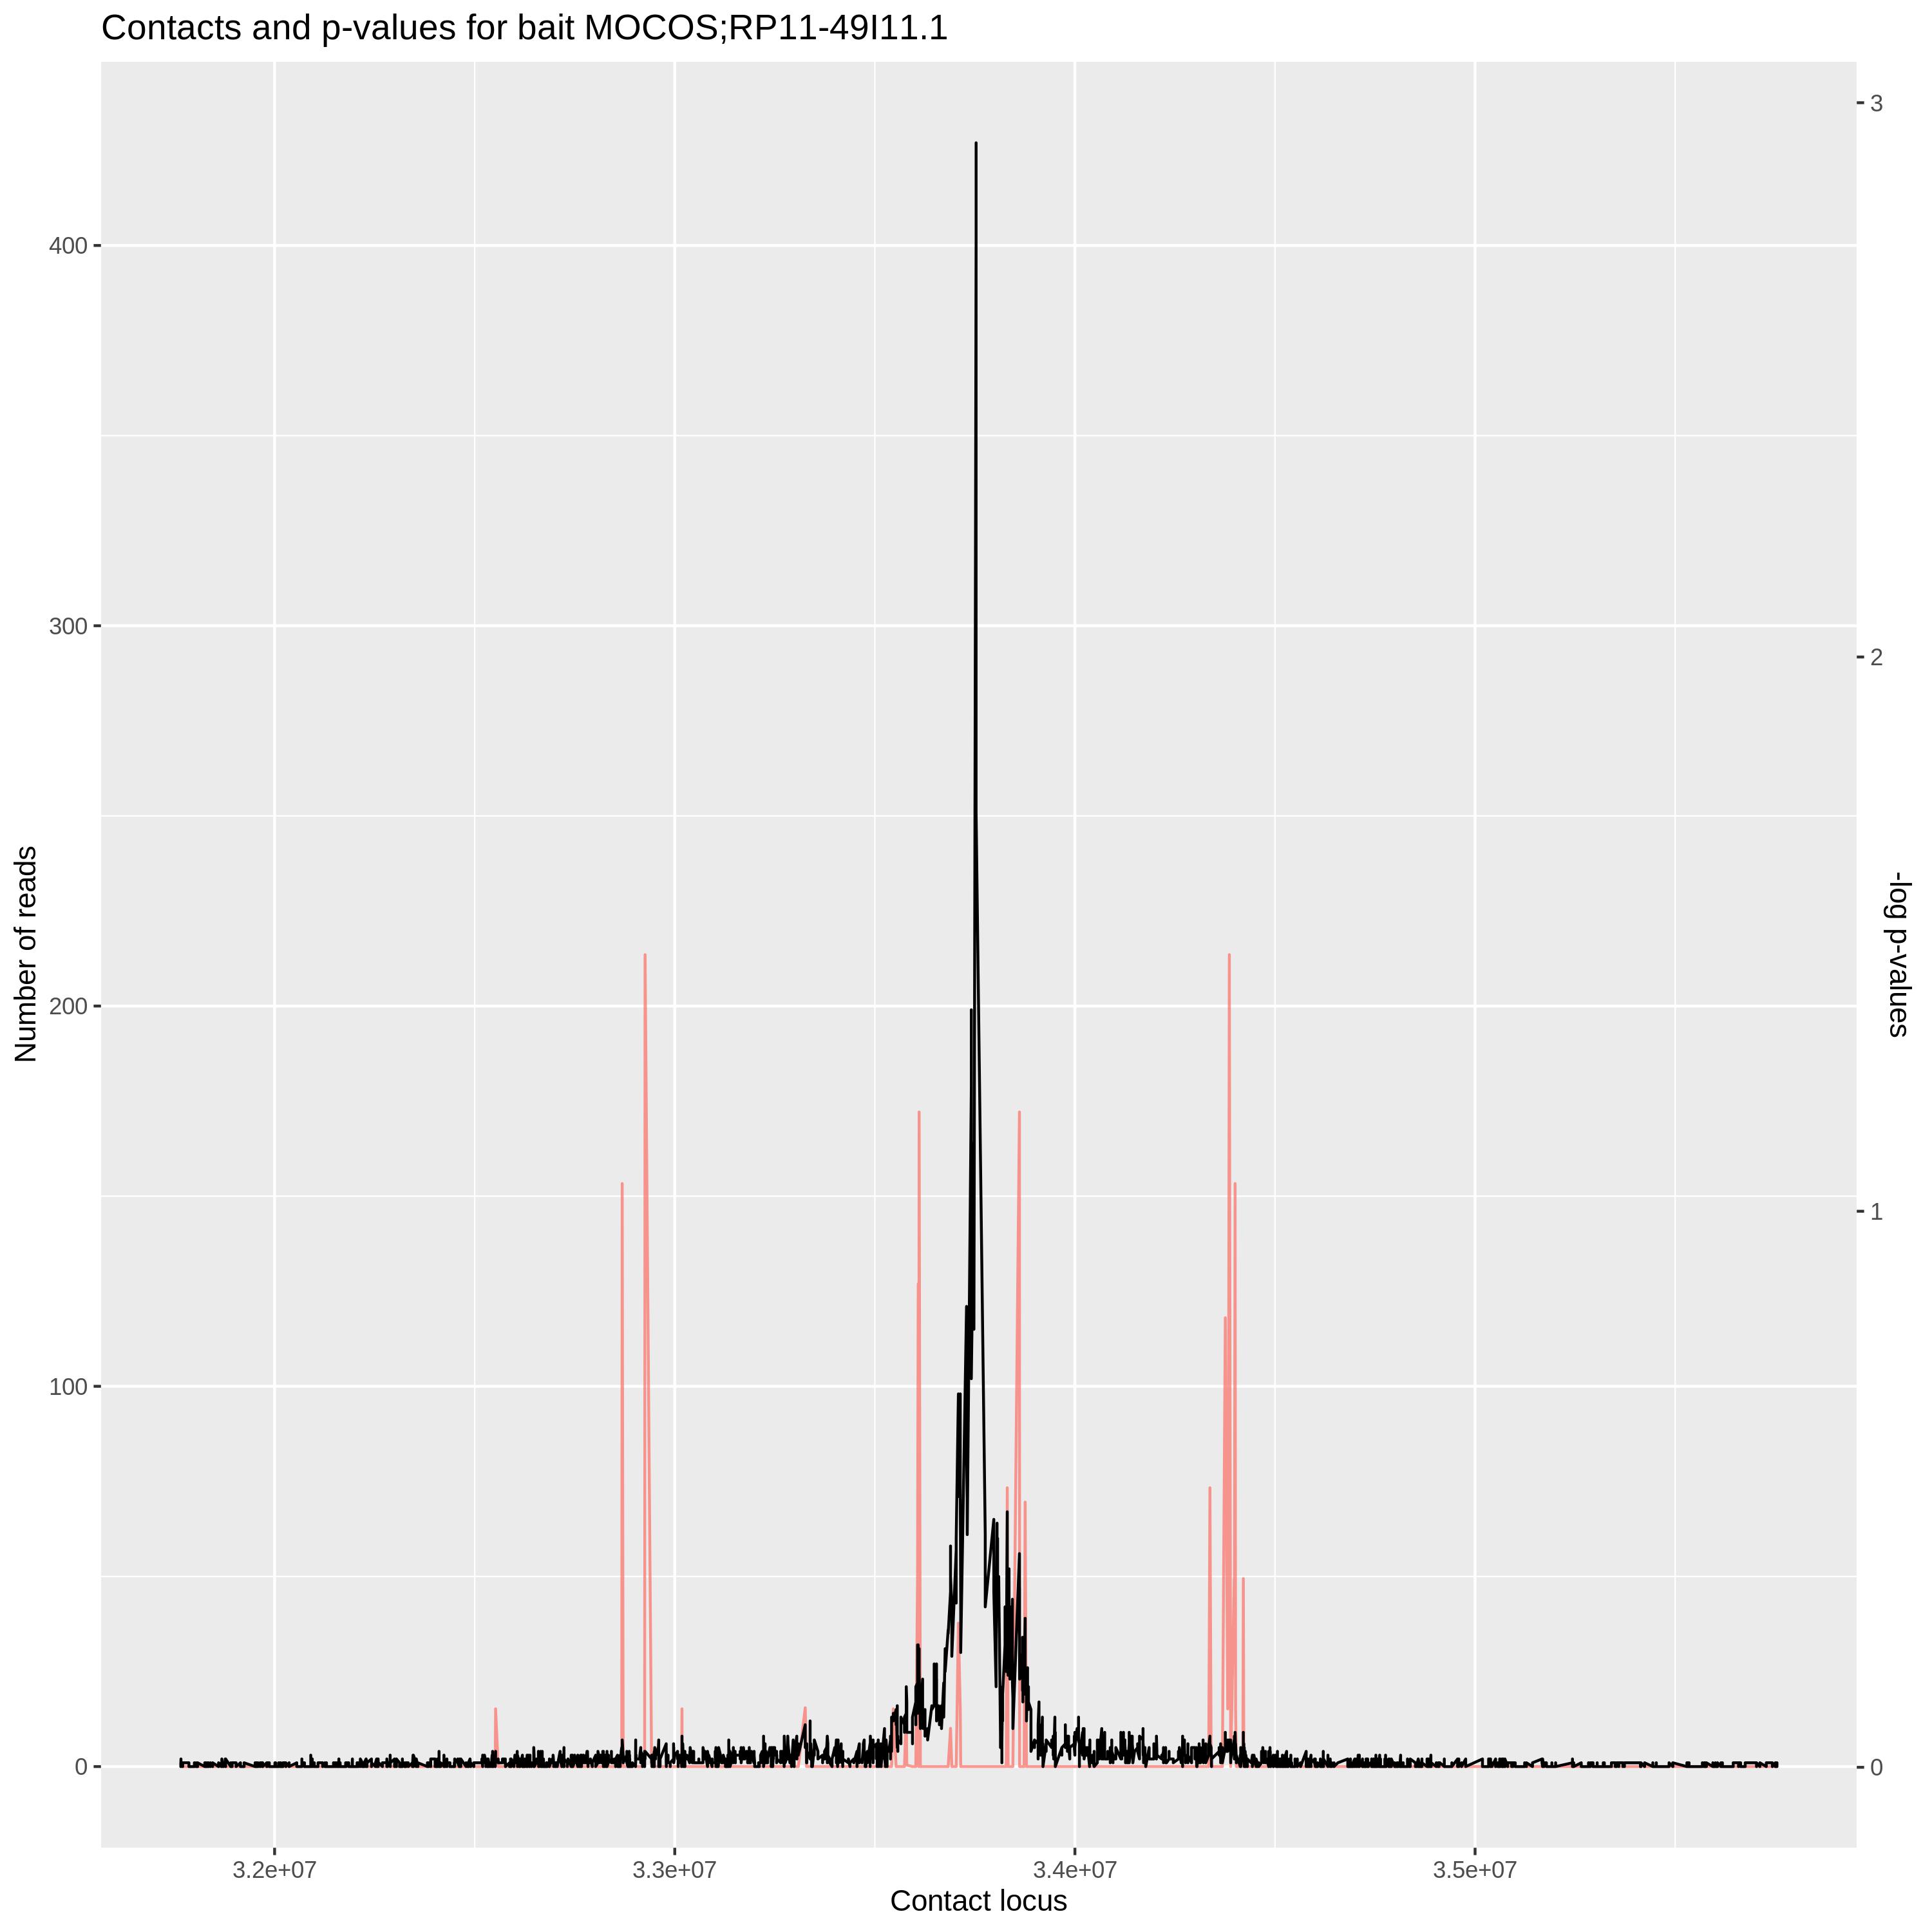 Contacts and p-values for bait MOCOS;RP11-49I11.1
Number of reads
400
300
200
100
0
3
2
1
0
-log p-values
3.2e+07 3.3e+07 3.4e+07 3.5e+07
Contact locus